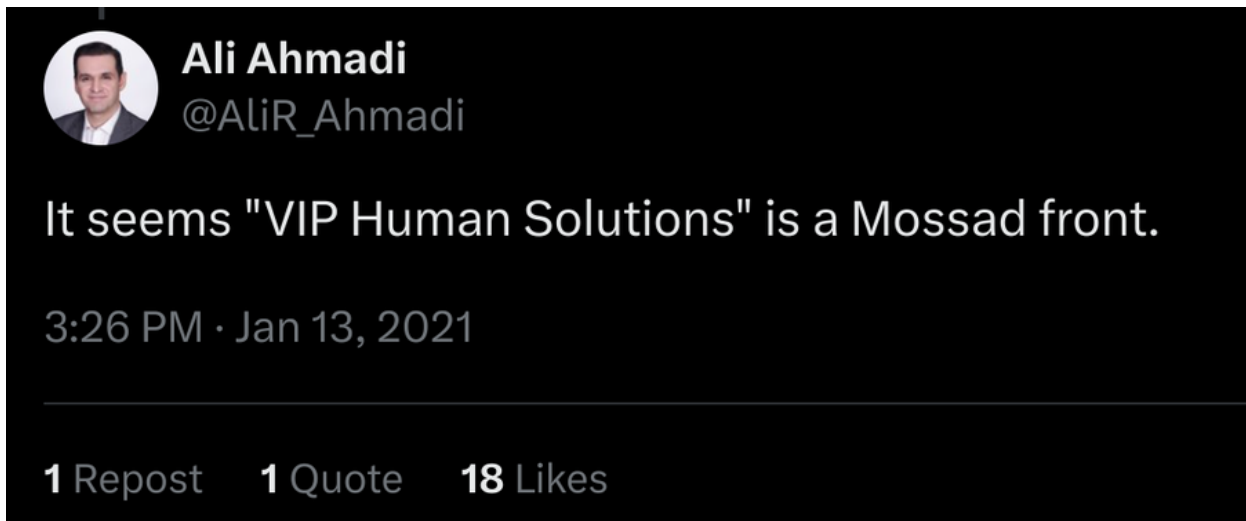 Ali Ahmadi
@AliR_Ahmadi
It seems "VIP Human Solutions" is a Mossad front.
3:26 PM · Jan 13, 2021
1 Repost 1 Quote 18 Likes